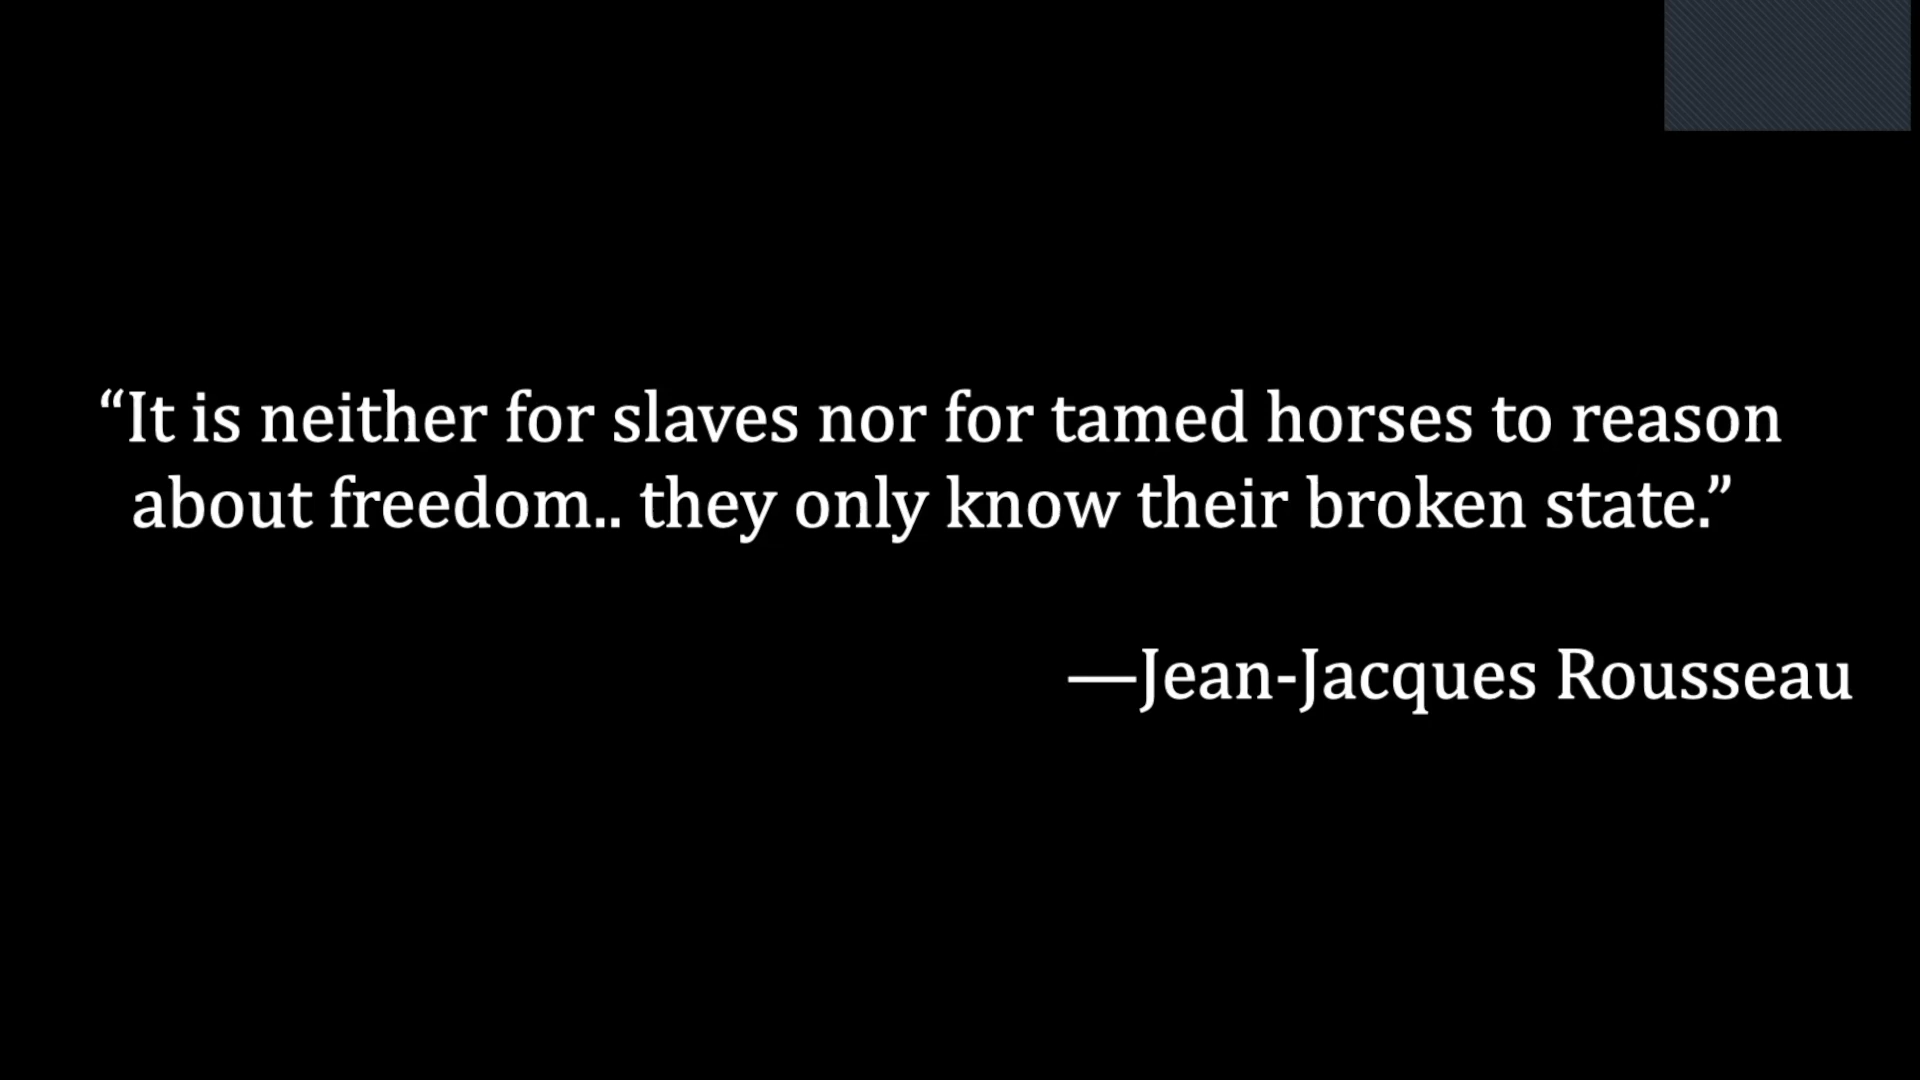 “It is neither for slaves nor for tamed horses to reason
about freedom.. they only know their broken state.”
—Jean-Jacques Rousseau